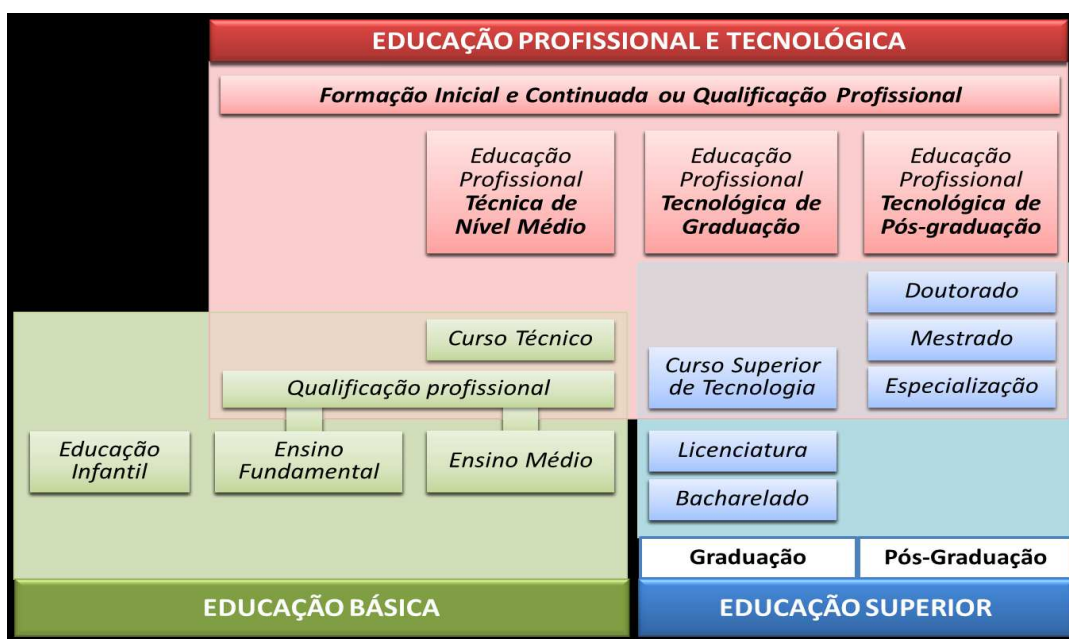 EDUCAÇÃO PROFISSIONAL E TECNOLÓGICA
Formação Inicial e Continuada ou Qualificação Profissional
Educação
Profissional
Técnica de
Nível Médio
Educação
Profissional
Tecnológica de
Graduação
Educação
Profissional
Tecnológica de
Pós-graduação
Doutorado
Curso Técnico
Mestrado
Curso Superior
de Tecnologia
Qualificação profissional
Especialização
Educação
Infantil
Ensino
Fundamental
Ensino Médio
Licenciatura
Bacharelado
Graduação
Pós-Graduação
EDUCAÇÃO BÁSICA
EDUCAÇÃO SUPERIOR